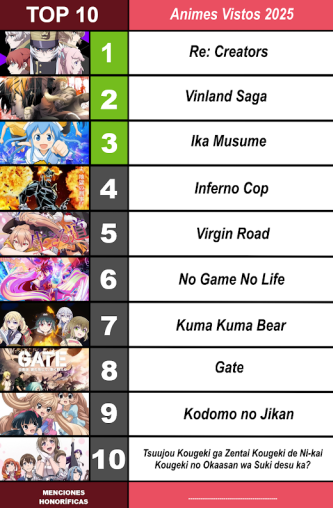 TOP 10
Animes Vistos 2025
1
Re: Creators
2
Vinland Saga
3
Ika Musume
4
Inferno Cop
5
Virgin Road
6
No Game No Life
7
Kuma Kuma Bear
GATE
8
Gate
9
Kodomo no Jikan
10
Tsuujou Kougeki ga Zentai Kougeki de Ni-kai
Kougeki no Okaasan wa Suki desu ka?
MENCIONES
HONORÍFICAS